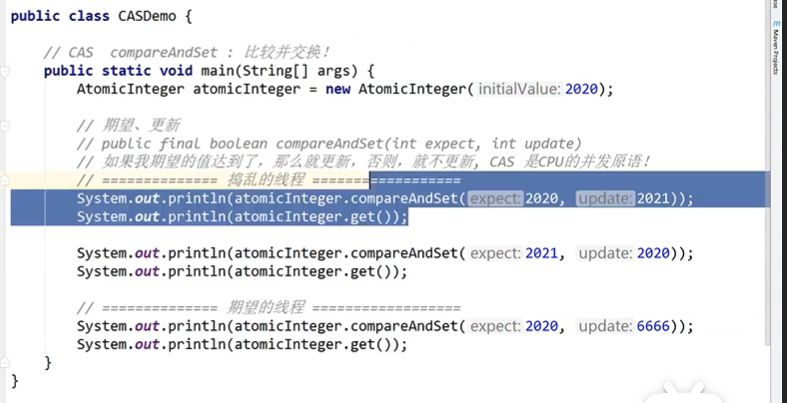 public class CASDemo {
// CAS compareAndSet : 比较并交换！
public static void main(String[] args) {
AtomicInteger atomicInteger = new AtomicInteger( initialValue: 2020);
// 期望、更新
// public final boolean compareAndSet(int expect, int update)
// 如果我期望的值达到了，那么就更新，否则，就不更新, CAS 是CPU的并发原语！
// ============== 捣乱的线程 ==================
System.out.println(atomicInteger.compareAndSet( expect: 2020, update: 2021));
System.out.println(atomicInteger.get());
System.out.println(atomicInteger.compareAndSet( expect: 2021, update: 2020));
System.out.println(atomicInteger.get());
// ============== 期望的线程 ==================
System.out.println(atomicInteger.compareAndSet( expect: 2020, update: 6666));
System.out.println(atomicInteger.get());
}
}
Maven Projects